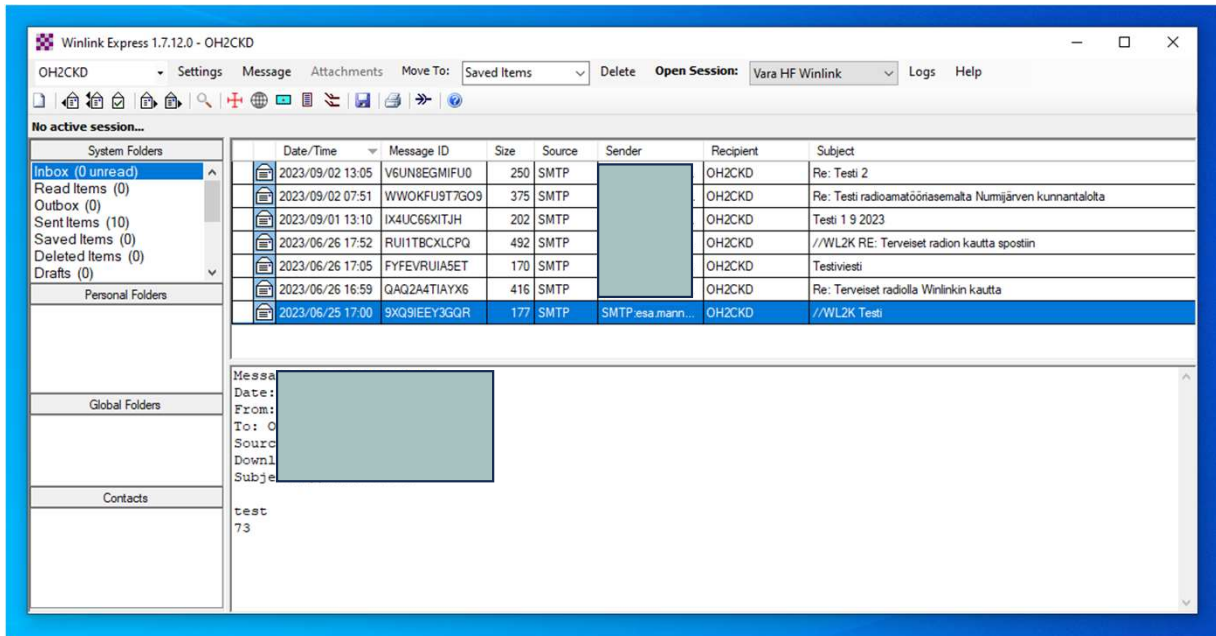 Winlink Express 1.7.12.0 - OH2CKD
OH2CKD Settings Message Attachments Move To: Saved Items Delete Open Session: Vara HF Winlink Logs Help
No active session...
System Folders
Inbox (0 unread)
Read Items (0)
Outbox (0)
Sent Items (10)
Saved Items (0)
Deleted Items (0)
Drafts (0)
Personal Folders
Global Folders
Contacts
Date/Time Message ID Size Source Sender Recipient Subject
2023/09/02 13:05 V6UN8EGMIFU0 250 SMTP OH2CKD Re: Testi 2
2023/09/02 07:51 WWOKFU9T7GO9 375 SMTP OH2CKD Re: Testi radioamatööriasemalta Nurmijärven kunnantalolta
2023/09/01 13:10 IX4UC66XITJH 202 SMTP OH2CKD Testi 1 9 2023
2023/06/26 17:52 RUI1TBCXLCPQ 492 SMTP OH2CKD //WL2K RE: Terveiset radion kautta spostiin
2023/06/26 17:05 FYFEVRUIA5ET 170 SMTP OH2CKD Testiviesti
2023/06/26 16:59 QAQ2A4TIAYX6 416 SMTP OH2CKD Re: Terveiset radiolla Winlinkin kautta
2023/06/25 17:00 9XQ9IEEY3GQR 177 SMTP SMTP:esa.mann... OH2CKD //WL2K Testi
Messa
Date:
From:
To: O
Sourc
Downl
Subje
test
73